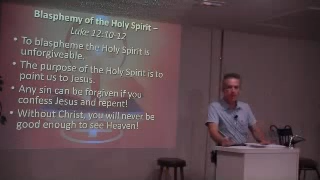 Blasphemy of the Holy Spirit –
Luke 12:10-12
• To blaspheme the Holy Spirit is
unforgiveable.
• The purpose of the Holy Spirit is to
point us to Jesus.
• Any sin can be forgiven if you
confess Jesus and repent!
• Without Christ, you will never be
good enough to see Heaven!